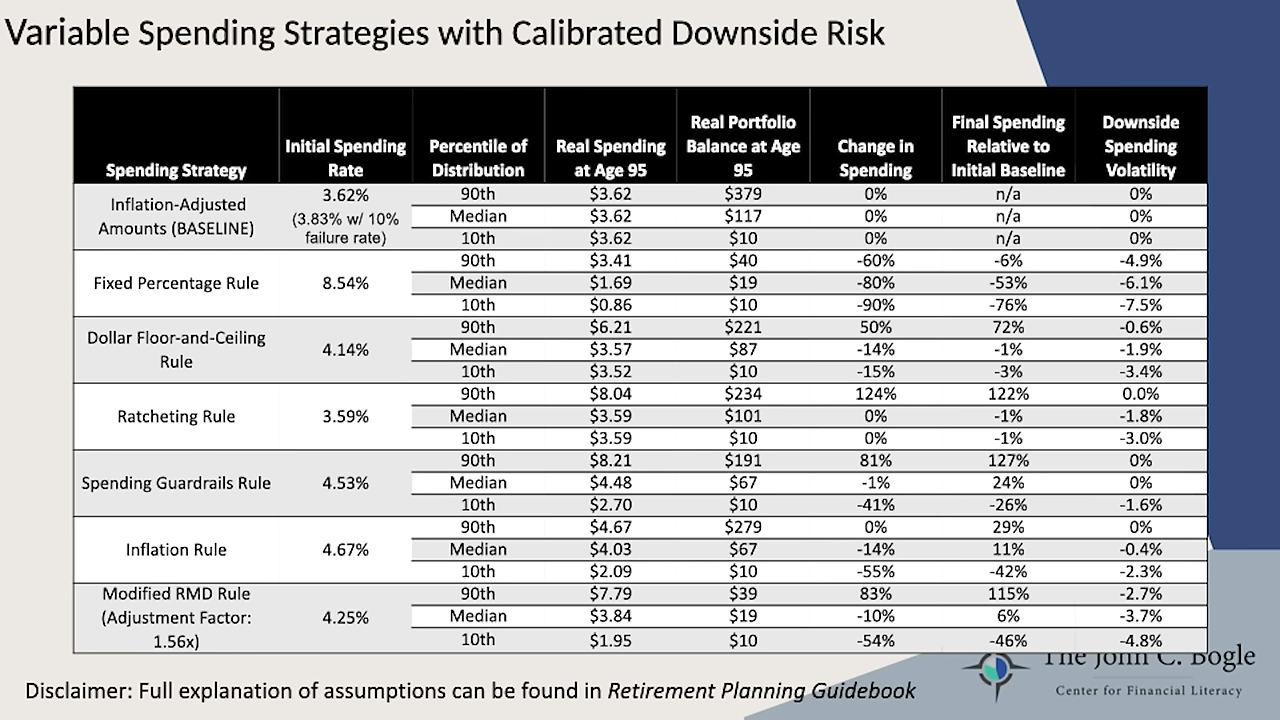 Variable Spending Strategies with Calibrated Downside Risk
Spending Strategy | Initial Spending Rate | Percentile of Distribution | Real Spending at Age 95 | Real Portfolio Balance at Age 95 | Change in Spending | Final Spending Relative to Initial Baseline | Downside Spending Volatility
Inflation-Adjusted Amounts (BASELINE) | 3.62% (3.83% w/ 10% failure rate) | 90th | $3.62 | $379 | 0% | n/a | 0%
Median | $3.62 | $117 | 0% | n/a | 0%
10th | $3.62 | $10 | 0% | n/a | 0%
Fixed Percentage Rule | 8.54% | 90th | $3.41 | $40 | -60% | -6% | -4.9%
Median | $1.69 | $19 | -80% | -53% | -6.1%
10th | $0.86 | $10 | -90% | -76% | -7.5%
Dollar Floor-and-Ceiling Rule | 4.14% | 90th | $6.21 | $221 | 50% | 72% | -0.6%
Median | $3.57 | $87 | -14% | -1% | -1.9%
10th | $3.52 | $10 | -15% | -3% | -3.4%
Ratcheting Rule | 3.59% | 90th | $8.04 | $234 | 124% | 122% | 0.0%
Median | $3.59 | $101 | 0% | -1% | -1.8%
10th | $3.59 | $10 | 0% | -1% | -3.0%
Spending Guardrails Rule | 4.53% | 90th | $8.21 | $191 | 81% | 127% | 0%
Median | $4.48 | $67 | -1% | 24% | 0%
10th | $2.70 | $10 | -41% | -26% | -1.6%
Inflation Rule | 4.67% | 90th | $4.67 | $279 | 0% | 29% | 0%
Median | $4.03 | $67 | -14% | 11% | -0.4%
10th | $2.09 | $10 | -55% | -42% | -2.3%
Modified RMD Rule (Adjustment Factor: 1.56x) | 4.25% | 90th | $7.79 | $39 | 83% | 115% | -2.7%
Median | $3.84 | $19 | -10% | 6% | -3.7%
10th | $1.95 | $10 | -54% | -46% | -4.8%
The John C. Bogle
Center for Financial Literacy
Disclaimer: Full explanation of assumptions can be found in Retirement Planning Guidebook